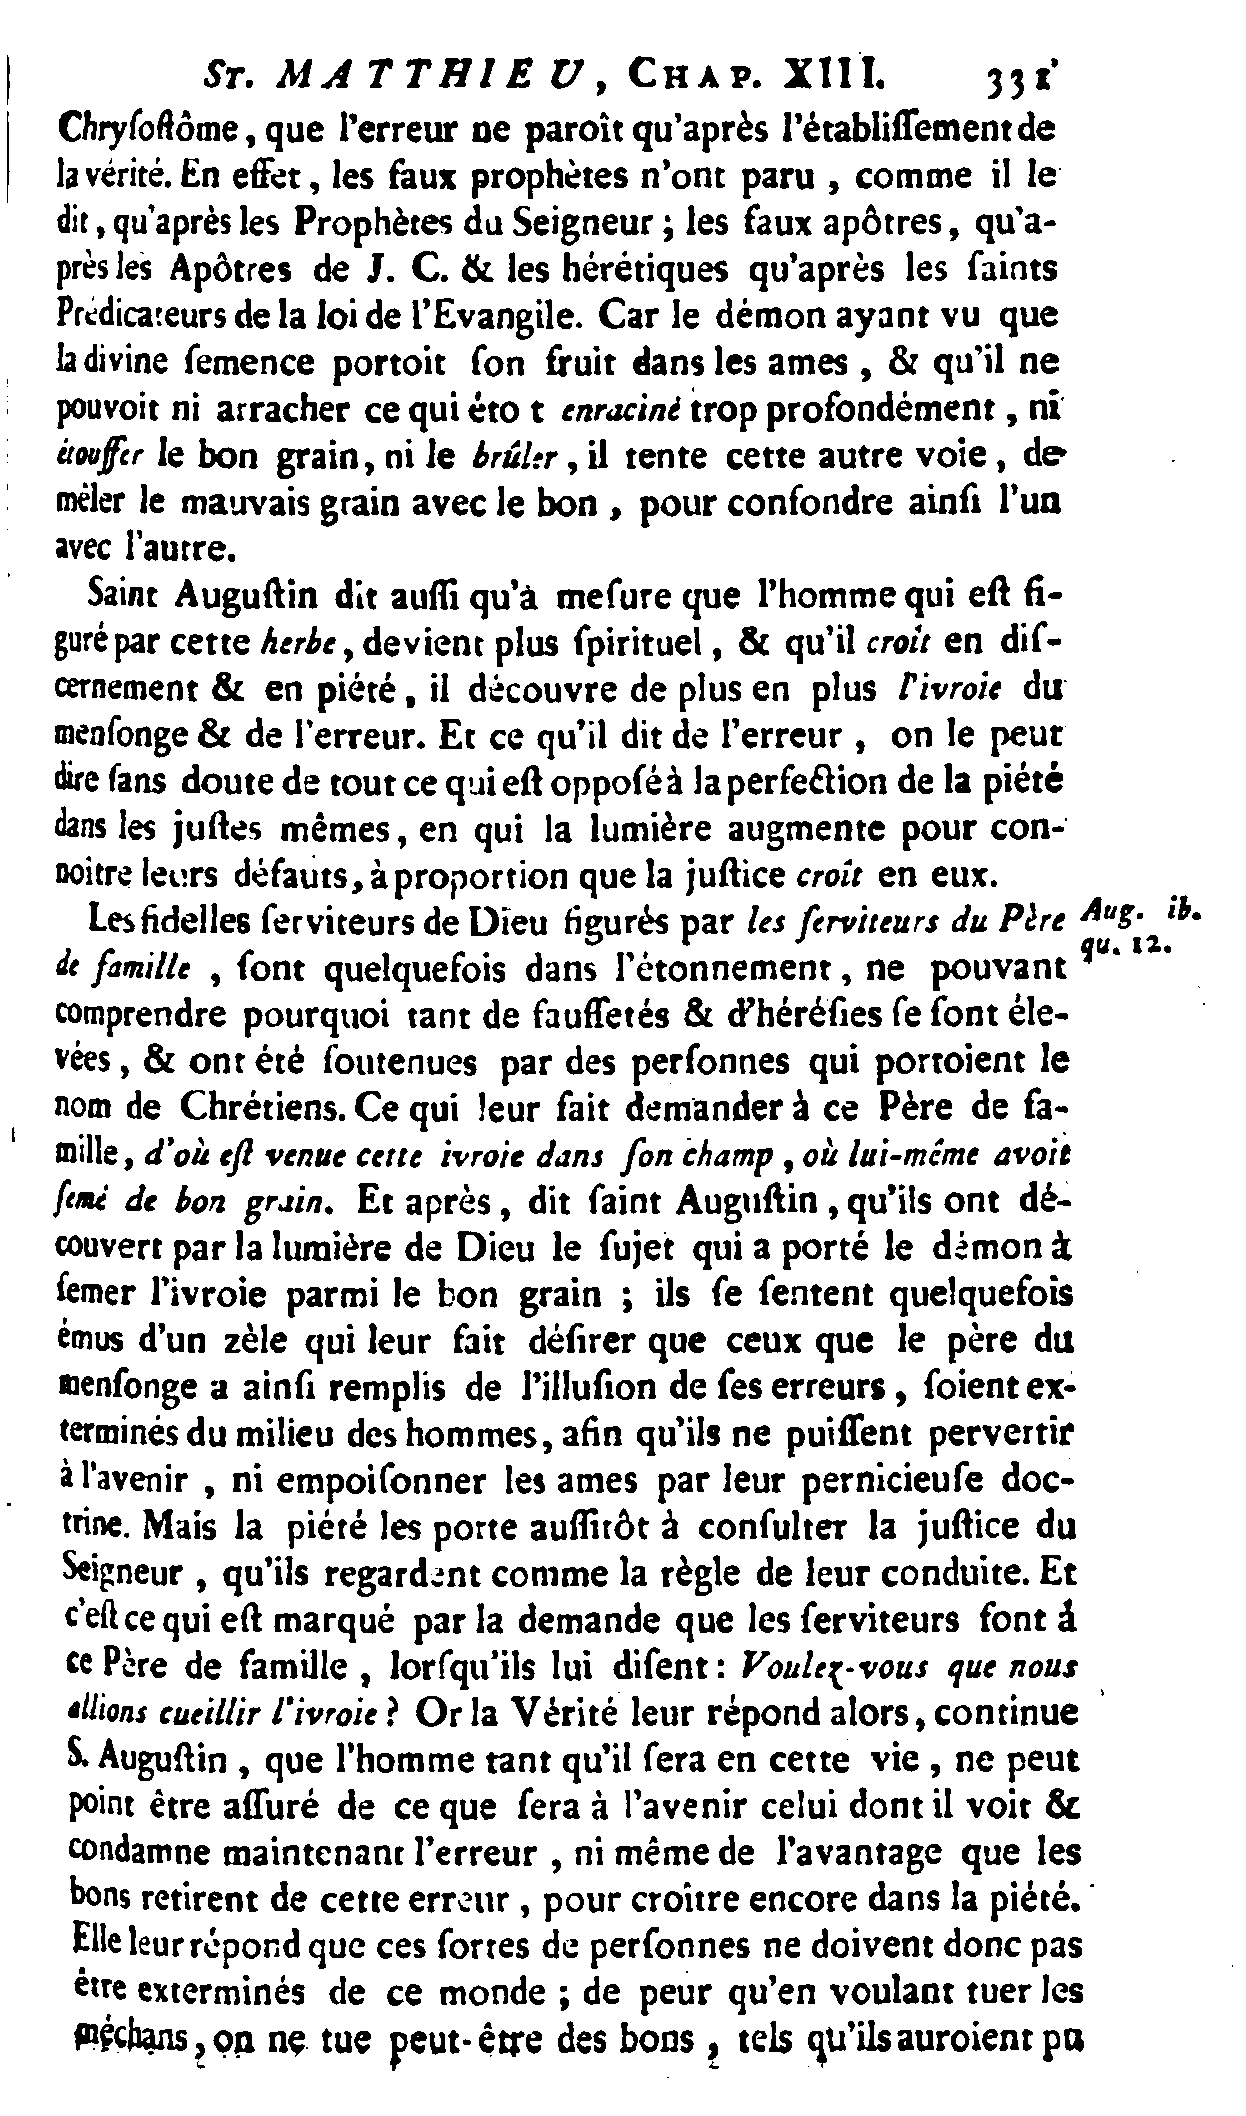 St. MATTHIEU, Chap. XIII. 331
Chryſoſtôme, que l'erreur ne paroît qu'après l'établiſſement de
la vérité. En effet, les faux prophètes n'ont paru, comme il le
dit, qu'après les Prophètes du Seigneur; les faux apôtres, qu'a-
près les Apôtres de J. C. & les hérétiques qu'après les ſaints
Prédicateurs de la loi de l'Evangile. Car le démon ayant vu que
la divine ſemence portoit ſon fruit dans les ames, & qu'il ne
pouvoit ni arracher ce qui éto t enraciné trop profondément, ni
étouffer le bon grain, ni le brûler, il tente cette autre voie, de
mêler le mauvais grain avec le bon, pour confondre ainſi l'un
avec l'autre.
Saint Auguſtin dit auſſi qu'à meſure que l'homme qui eſt fi-
guré par cette herbe, devient plus ſpirituel, & qu'il croît en diſ-
cernement & en piété, il découvre de plus en plus l'ivroie du
menſonge & de l'erreur. Et ce qu'il dit de l'erreur, on le peut
dire ſans doute de tout ce qui eſt oppoſé à la perfection de la piété
dans les juſtes mêmes, en qui la lumière augmente pour con-
noitre leurs défauts, à proportion que la juſtice croît en eux.
Les fidelles ſerviteurs de Dieu figurés par les ſerviteurs du Père Aug. ib.
de famille, ſont quelquefois dans l'étonnement, ne pouvant qu. 12.
comprendre pourquoi tant de fauſſetés & d'héréſies ſe ſont éle-
vées, & ont été ſoutenues par des perſonnes qui portoient le
nom de Chrétiens. Ce qui leur fait demander à ce Père de fa-
mille, d'où eſt venue cette ivroie dans ſon champ, où lui-même avoit
ſemé de bon grain. Et après, dit ſaint Auguſtin, qu'ils ont dé-
couvert par la lumière de Dieu le ſujet qui a porté le démon à
ſemer l'ivroie parmi le bon grain; ils ſe ſentent quelquefois
émus d'un zèle qui leur fait déſirer que ceux que le père du
menſonge a ainſi remplis de l'illuſion de ſes erreurs, ſoient ex-
terminés du milieu des hommes, afin qu'ils ne puiſſent pervertir
à l'avenir, ni empoiſonner les ames par leur pernicieuſe doc-
trine. Mais la piété les porte auſſitôt à conſulter la juſtice du
Seigneur, qu'ils regardent comme la règle de leur conduite. Et
c'eſt ce qui eſt marqué par la demande que les ſerviteurs font à
ce Père de famille, lorſqu'ils lui diſent: Voulez-vous que nous
allions cueillir l'ivroie? Or la Vérité leur répond alors, continue
S. Auguſtin, que l'homme tant qu'il ſera en cette vie, ne peut
point être aſſuré de ce que ſera à l'avenir celui dont il voit &
condamne maintenant l'erreur, ni même de l'avantage que les
bons retirent de cette erreur, pour croître encore dans la piété.
Elle leur répond que ces ſortes de perſonnes ne doivent donc pas
être exterminés de ce monde; de peur qu'en voulant tuer les
méchans, on ne tue peut-être des bons, tels qu'ils auroient pu